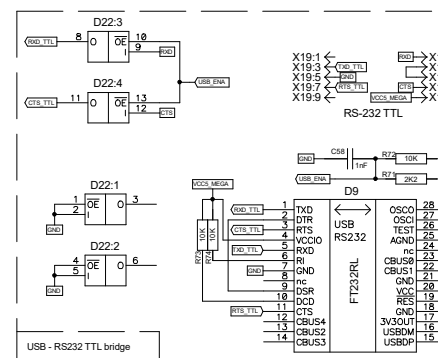 D22:3
RXD_TTL 8 O OE 10
I 9 RXD
D22:4
USB_ENA
CTS_TTL 11 O OE 13
I 12 CTS
X19:1 RXD X
X19:3 TXD_TTL X
X19:5 GND X
X19:7 RTS_TTL CTS X
X19:9 VCC5_MEGA X
RS-232 TTL
GND C58 1nF R72 10K
USB_ENA R71 2K2
D22:1
1 OE O 3
2 I
GND
D22:2
4 OE O 6
5 I
GND
VCC5_MEGA
R73 10K
R74 10K
D9
USB
RS232
FT232RL
RXD_TTL 1 TXD OSCO 28
2 DTR OSCI 27
CTS_TTL 3 RTS TEST 26
4 VCCIO AGND 25
TXD_TTL 5 RXD nc 24
6 RI CBUS0 23
GND 7 GND CBUS1 22
8 nc GND 21
9 DSR VCC 20
10 DCD RES 19
RTS_TTL 11 CTS GND 18
12 CBUS4 3V3OUT 17
13 CBUS2 USBDM 16
14 CBUS3 USBDP 15
USB - RS232 TTL bridge